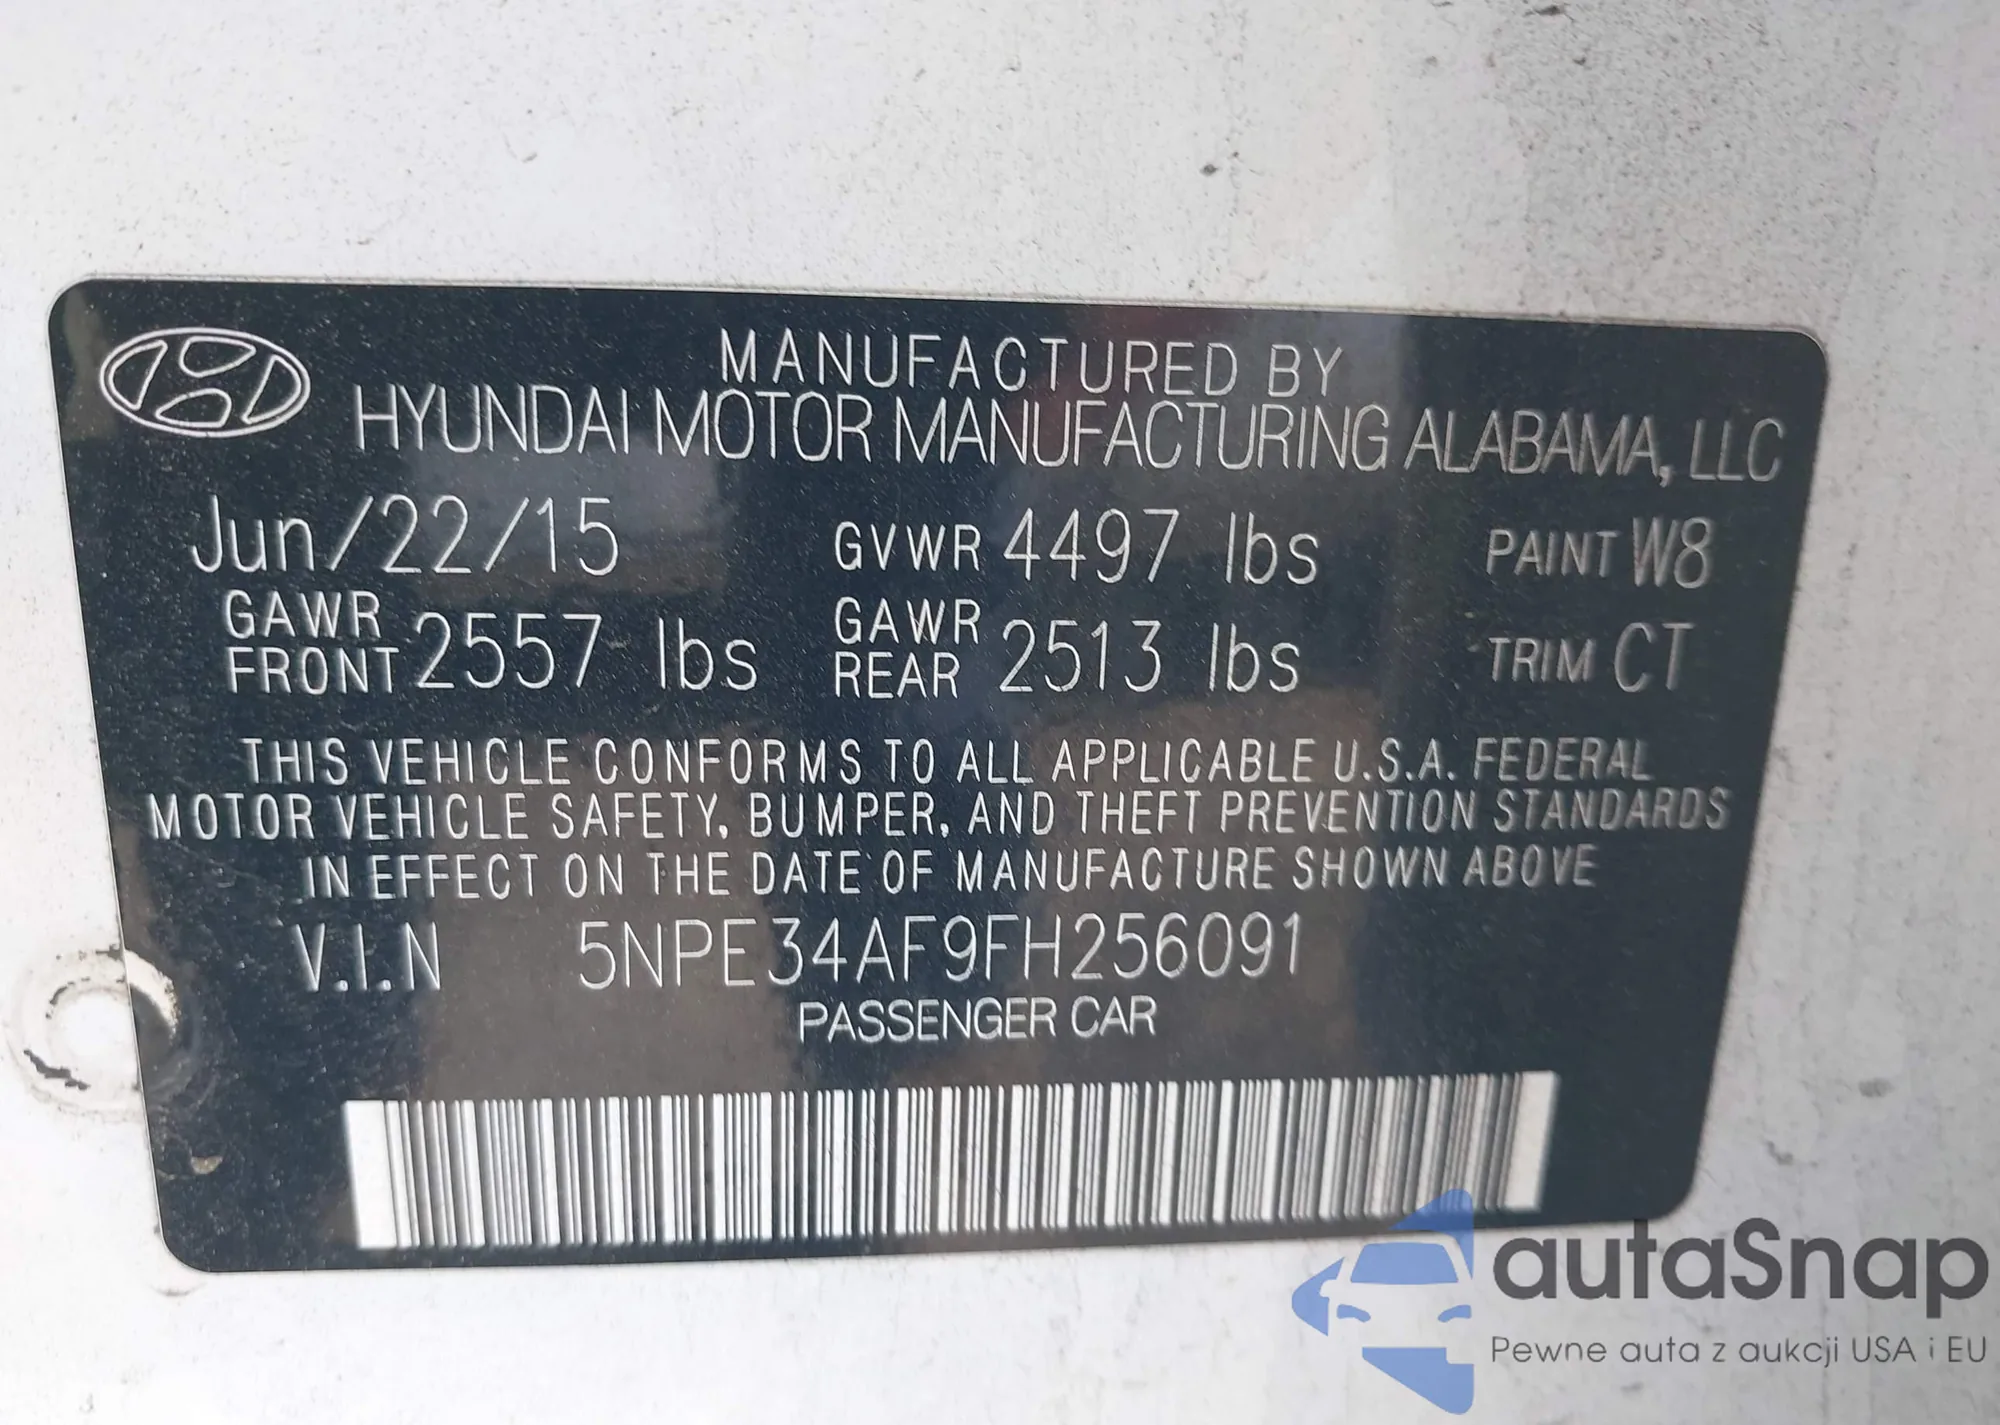 MANUFACTURED BY
HYUNDAI MOTOR MANUFACTURING ALABAMA, LLC
Jun/22/15 GVWR 4497 lbs PAINT W8
GAWR FRONT 2557 lbs GAWR REAR 2513 lbs TRIM CT
THIS VEHICLE CONFORMS TO ALL APPLICABLE U.S.A. FEDERAL
MOTOR VEHICLE SAFETY, BUMPER, AND THEFT PREVENTION STANDARDS
IN EFFECT ON THE DATE OF MANUFACTURE SHOWN ABOVE
V.I.N 5NPE34AF9FH256091
PASSENGER CAR
autaSnap
Pewne auta z aukcji USA i EU